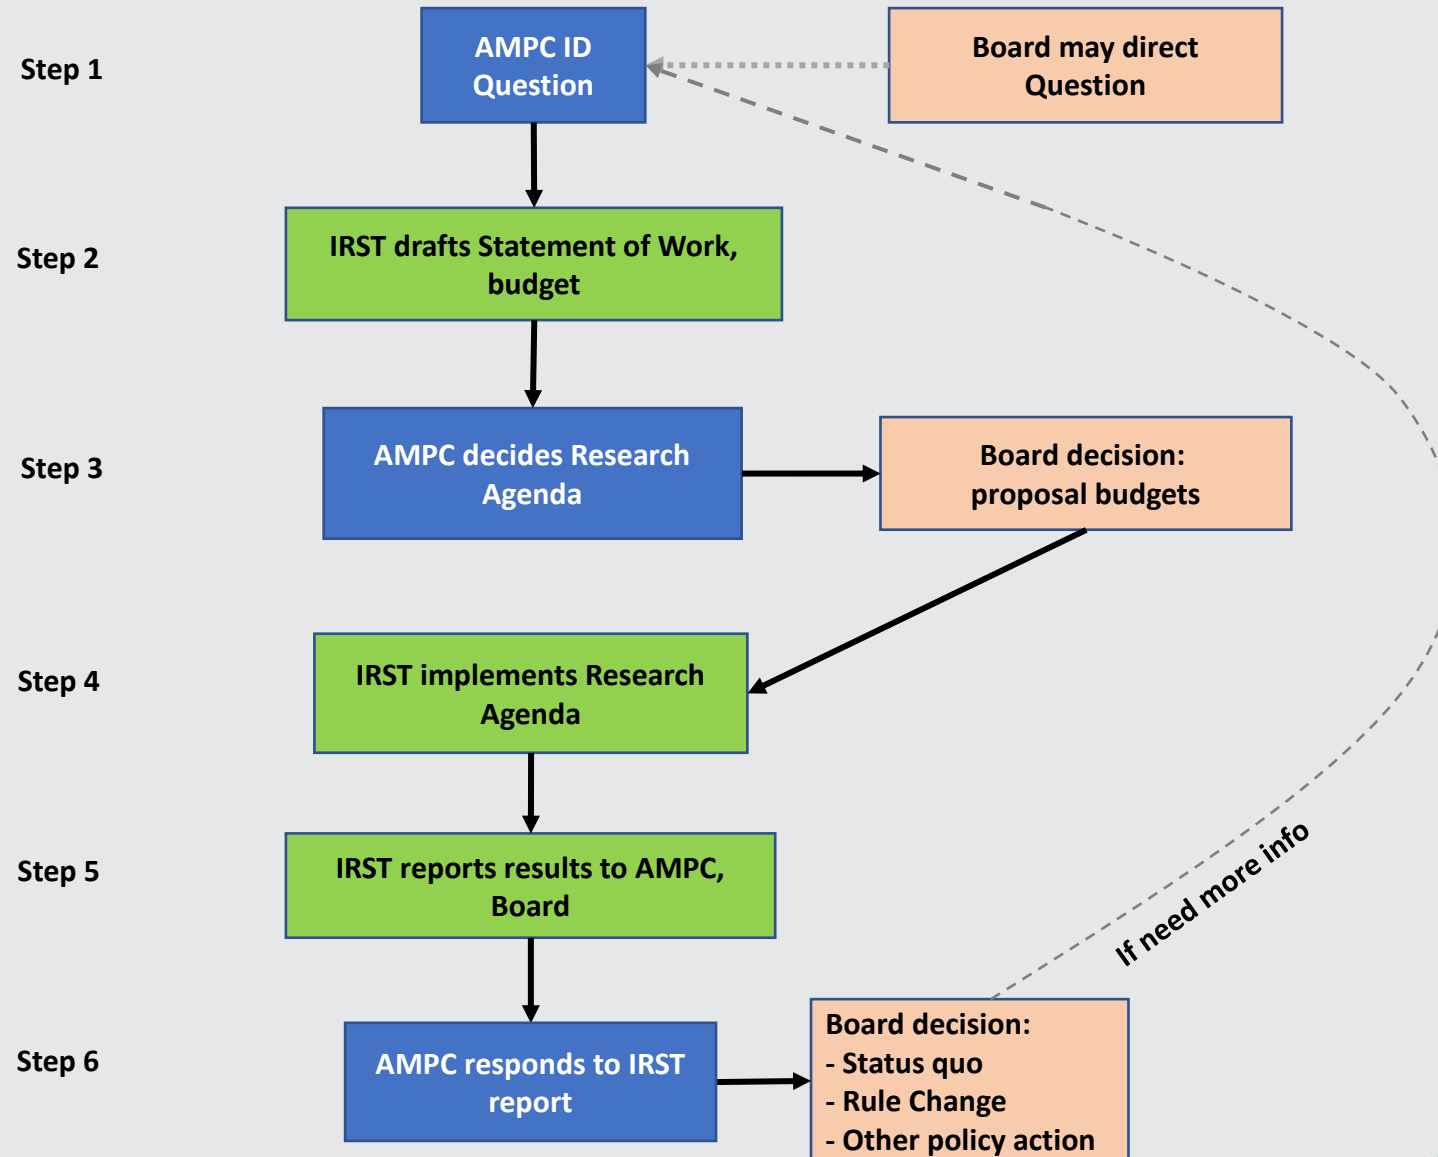 Step 1
AMPC ID
Question
Board may direct
Question
Step 2
IRST drafts Statement of Work,
budget
Step 3
AMPC decides Research
Agenda
Board decision:
proposal budgets
Step 4
IRST implements Research
Agenda
Step 5
IRST reports results to AMPC,
Board
If need more info
Step 6
AMPC responds to IRST
report
Board decision:
- Status quo
- Rule Change
- Other policy action